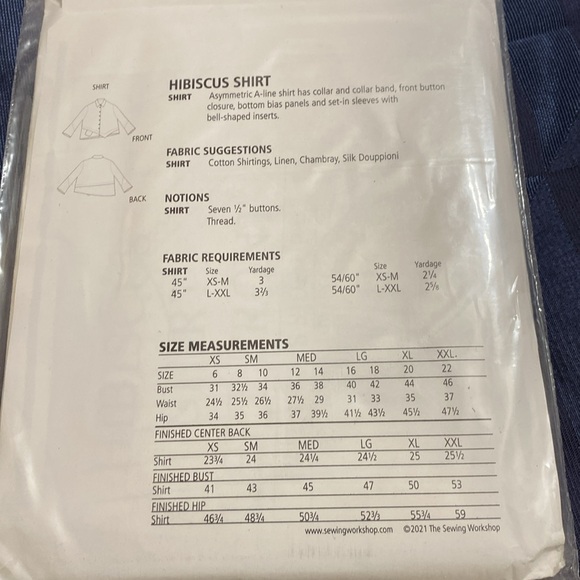 SHIRT
FRONT
BACK
HIBISCUS SHIRT
SHIRT Asymmetric A-line shirt has collar and collar band, front button
closure, bottom bias panels and set-in sleeves with
bell-shaped inserts.
FABRIC SUGGESTIONS
SHIRT Cotton Shirtings, Linen, Chambray, Silk Douppioni
NOTIONS
SHIRT Seven ½" buttons.
Thread.
FABRIC REQUIREMENTS
SHIRT Size Yardage Size Yardage
45" XS-M 3 54/60" XS-M 2¼
45" L-XXL 3⅔ 54/60" L-XXL 2⅝
SIZE MEASUREMENTS
XS SM MED LG XL XXL.
SIZE 6 8 10 12 14 16 18 20 22
Bust 31 32½ 34 36 38 40 42 44 46
Waist 24½ 25½ 26½ 27½ 29 31 33 35 37
Hip 34 35 36 37 39½ 41½ 43½ 45½ 47½
FINISHED CENTER BACK
XS SM MED LG XL XXL
Shirt 23¾ 24 24¼ 24½ 25 25½
FINISHED BUST
Shirt 41 43 45 47 50 53
FINISHED HIP
Shirt 46¾ 48¾ 50¾ 52⅔ 55¾ 59
www.sewingworkshop.com ©2021 The Sewing Workshop